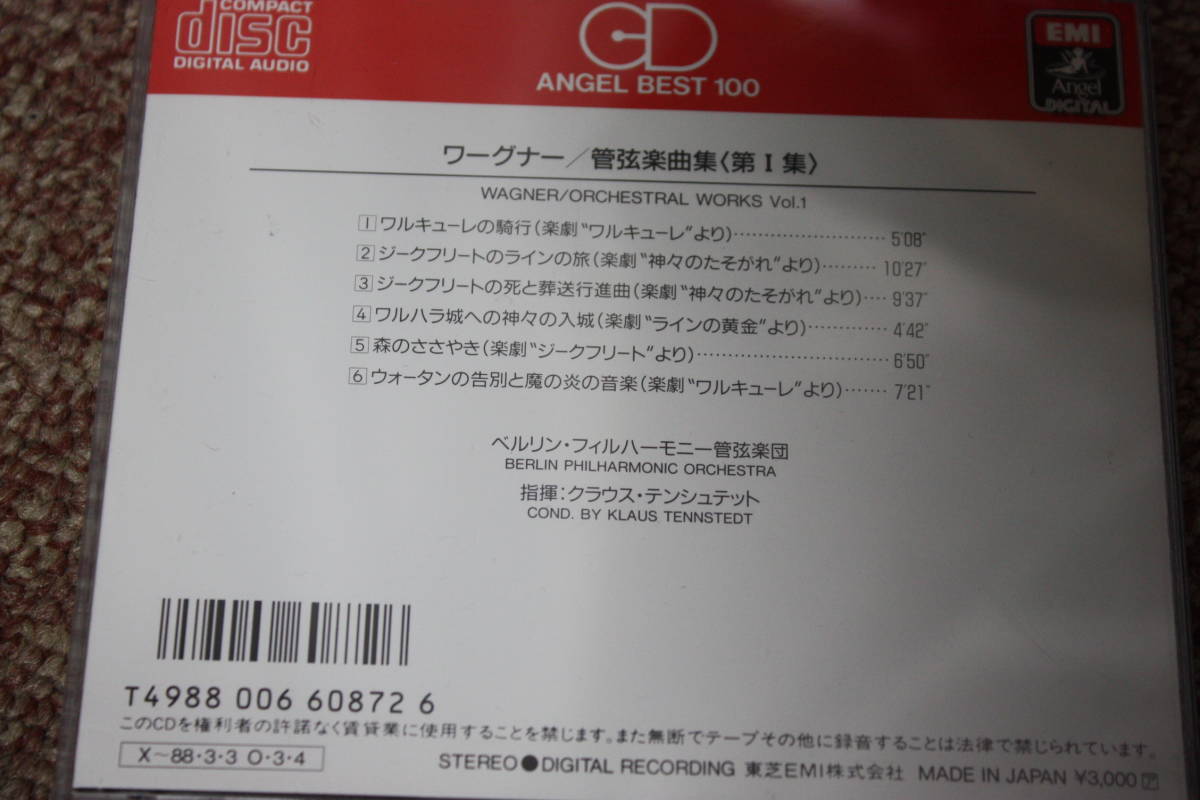 COMPACT
disc
DIGITAL AUDIO
CD
ANGEL BEST 100
EMI
Angel
DIGITAL
ワーグナー/管弦楽曲集〈第Ⅰ集〉
WAGNER/ORCHESTRAL WORKS Vol.1
1 ワルキューレの騎行(楽劇“ワルキューレ”より)........................ 5'08"
2 ジークフリートのラインの旅(楽劇“神々のたそがれ”より)......... 10'27"
3 ジークフリートの死と葬送行進曲(楽劇“神々のたそがれ”より).... 9'37"
4 ワルハラ城への神々の入城(楽劇“ラインの黄金”より)............ 4'42"
5 森のささやき(楽劇“ジークフリート”より)............................. 6'50"
6 ウォータンの告別と魔の炎の音楽(楽劇“ワルキューレ”より)....... 7'21"
ベルリン・フィルハーモニー管弦楽団
BERLIN PHILHARMONIC ORCHESTRA
指揮:クラウス・テンシュテット
COND. BY KLAUS TENNSTEDT
T4988 006 60872 6
このCDを権利者の許諾なく賃貸業に使用することを禁じます。また無断でテープその他に録音することは法律で禁じられています。
X〜88・3・3 O・3・4
STEREO●DIGITAL RECORDING 東芝EMI株式会社 MADE IN JAPAN ¥3,000 ア